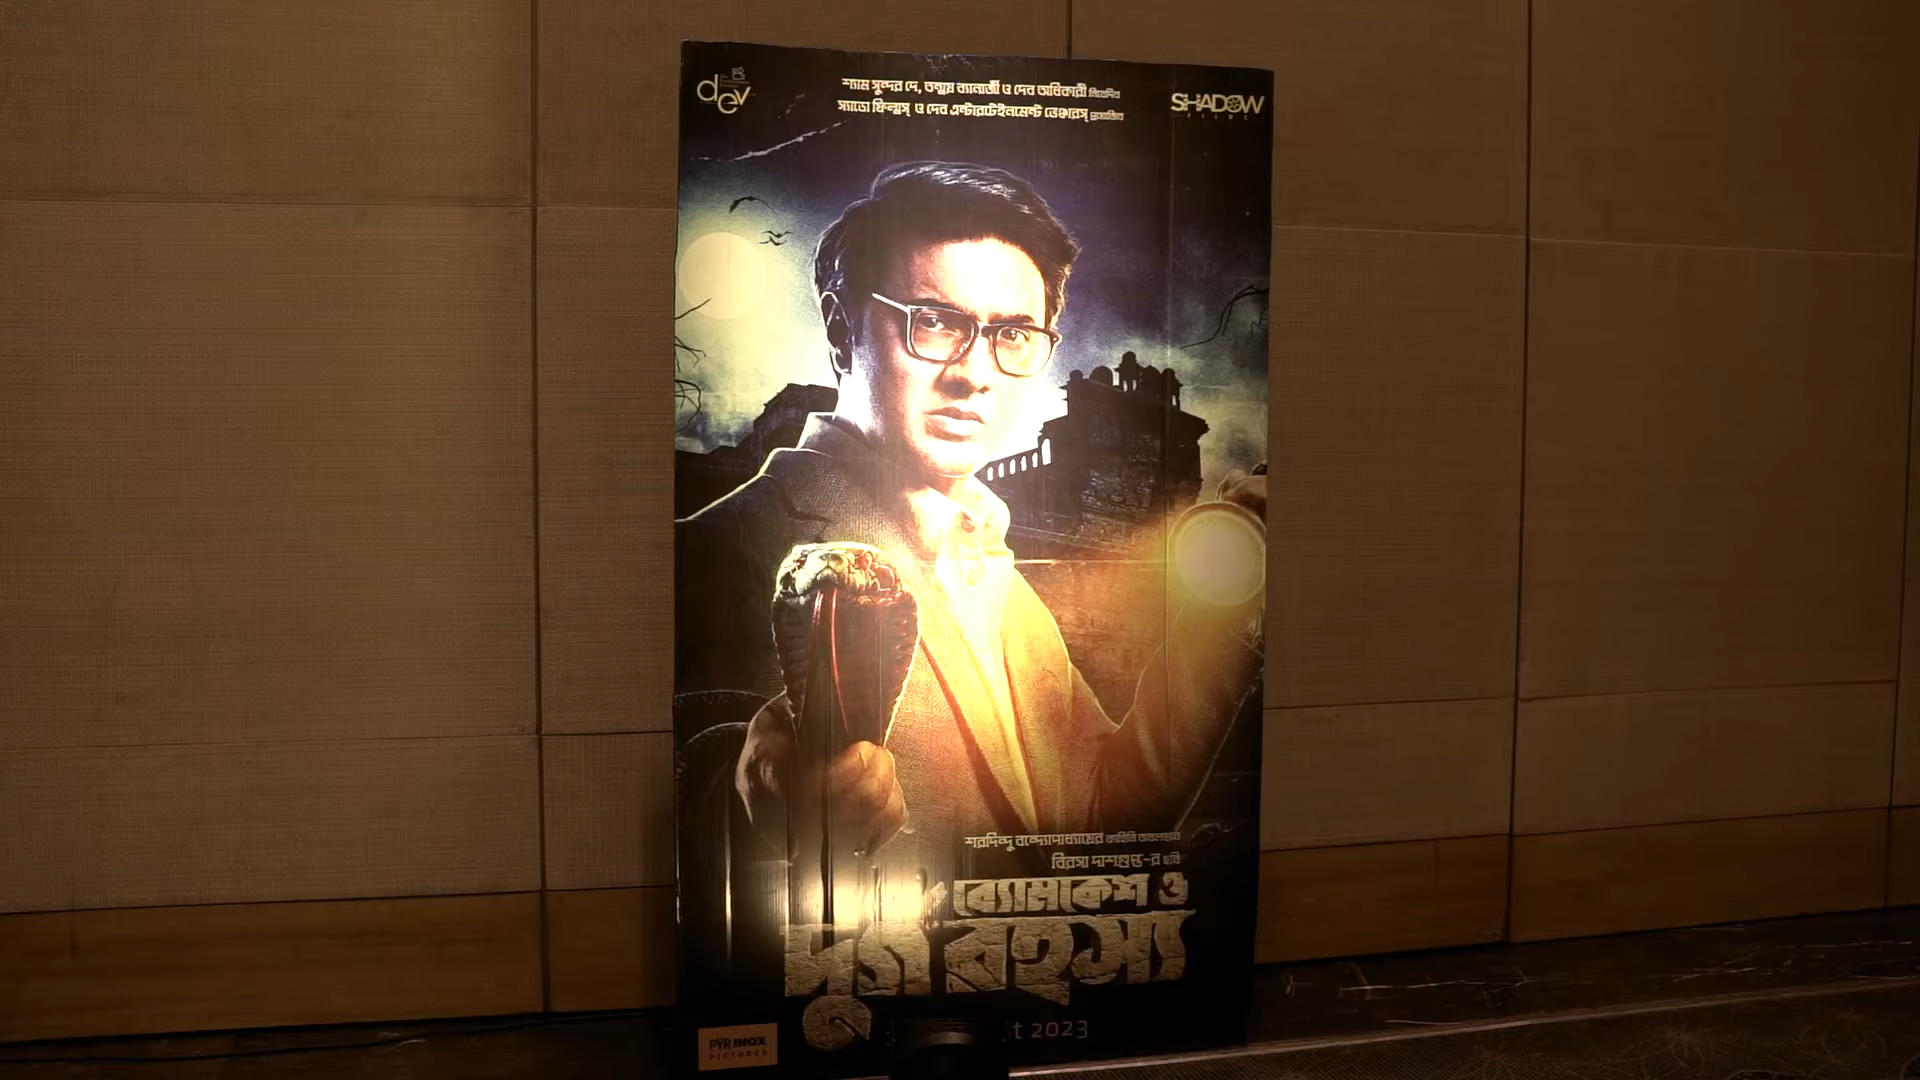 dev
শ্যাম সুন্দর দে, তন্ময় ব্যানার্জী ও দেব অধিকারী নিবেদিত
SHADOW
FILMS
স্যাডো ফিল্মস্ ও দেব এন্টারটেইনমেন্ট ভেঞ্চারস্ প্রযোজিত
শরদিন্দু বন্দ্যোপাধ্যায়ের কাহিনি অবলম্বনে
বিরসা দাশগুপ্ত-র ছবি
ব্যোমকেশ ও
দুর্গ রহস্য
2023
PVR INOX
PICTURES